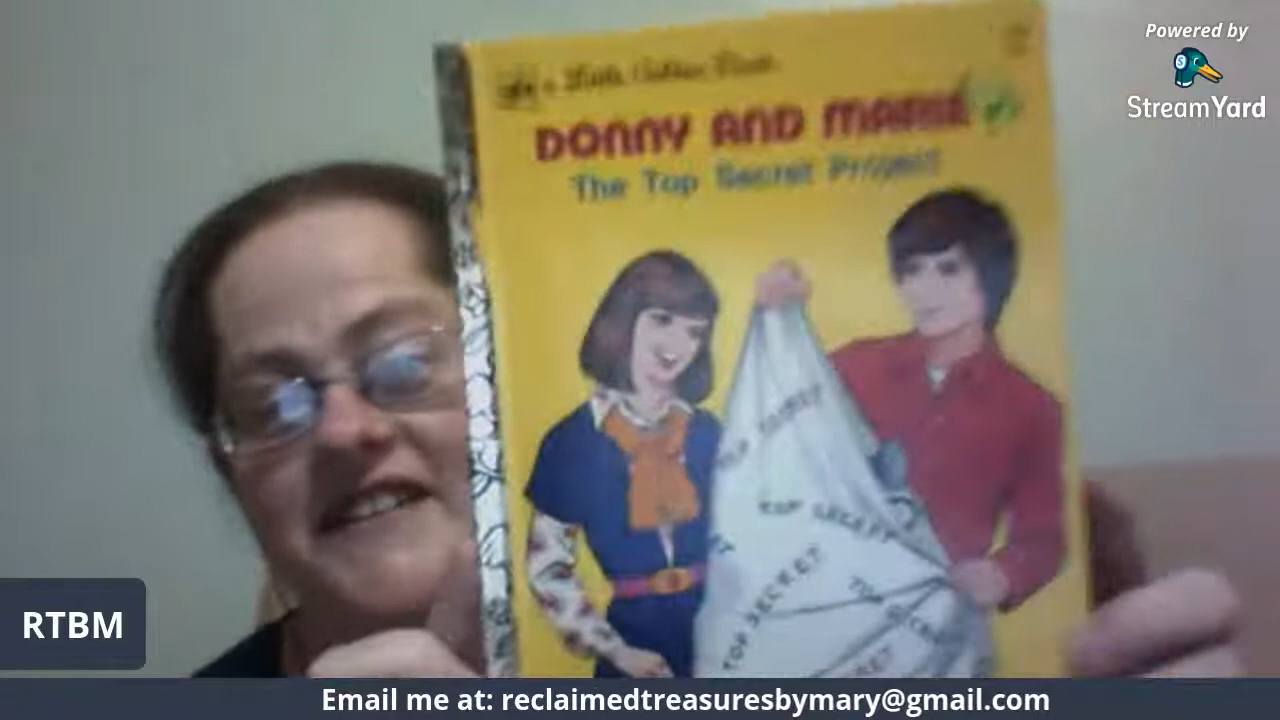 Powered by
StreamYard
a Little Golden Book
DONNY AND MARIE
The Top Secret Project
TOP SECRET
TOP SECRET
TOP SECRET
RTBM
Email me at: reclaimedtreasuresbymary@gmail.com